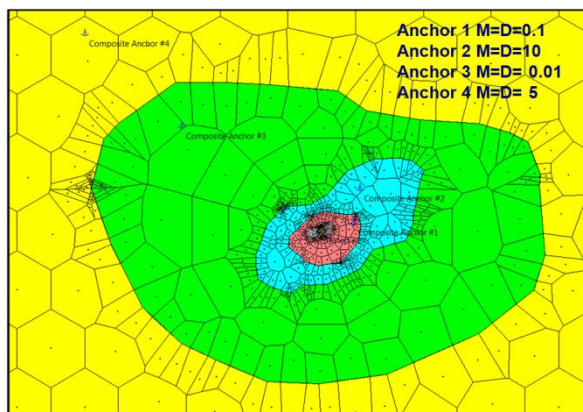 Anchor 1 M=D=0.1
Anchor 2 M=D=10
Anchor 3 M=D= 0.01
Anchor 4 M=D= 5
Composite Anchor #4
Composite Anchor #3
Composite Anchor #2
Composite Anchor #1